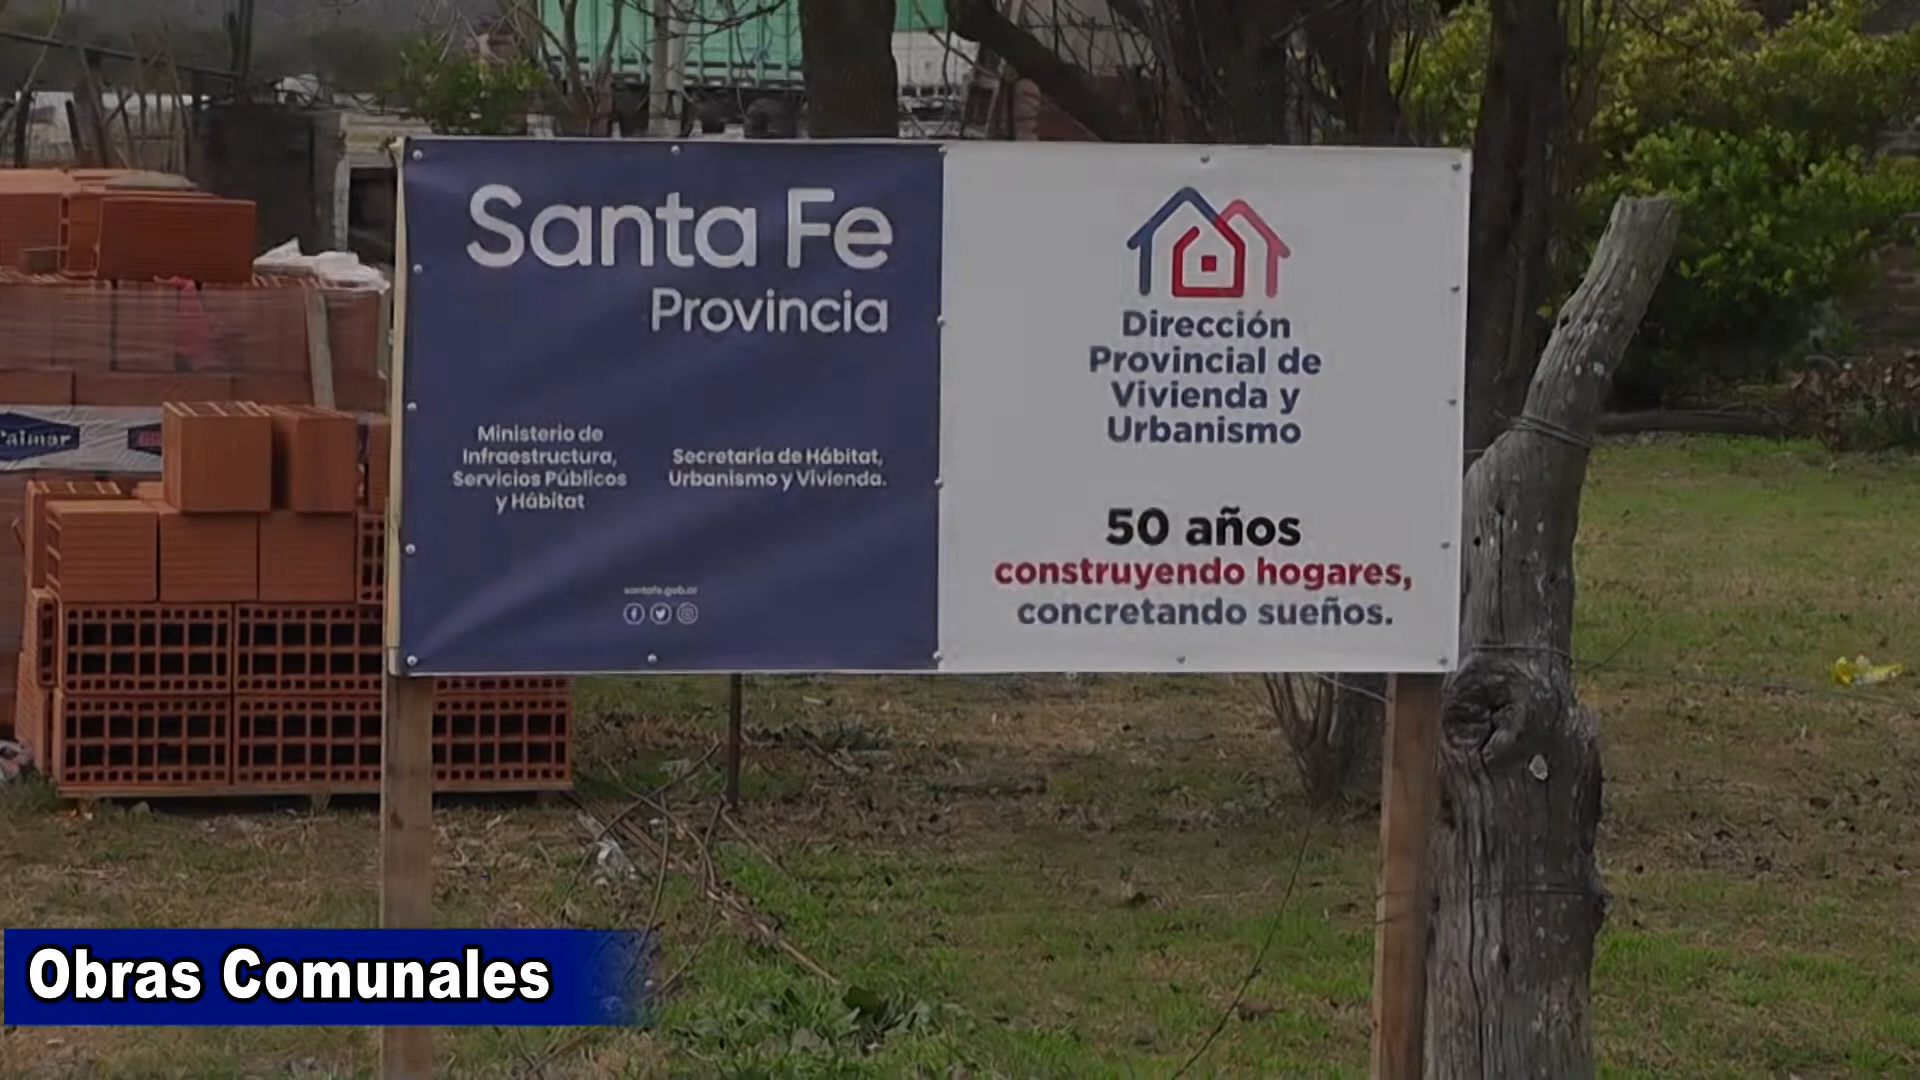 Santa Fe
Provincia
Ministerio de
Infraestructura,
Servicios Públicos
y Hábitat
Secretaría de Hábitat,
Urbanismo y Vivienda.
santafe.gob.ar
Dirección
Provincial de
Vivienda y
Urbanismo
50 años
construyendo hogares,
concretando sueños.
Palmar
Obras Comunales